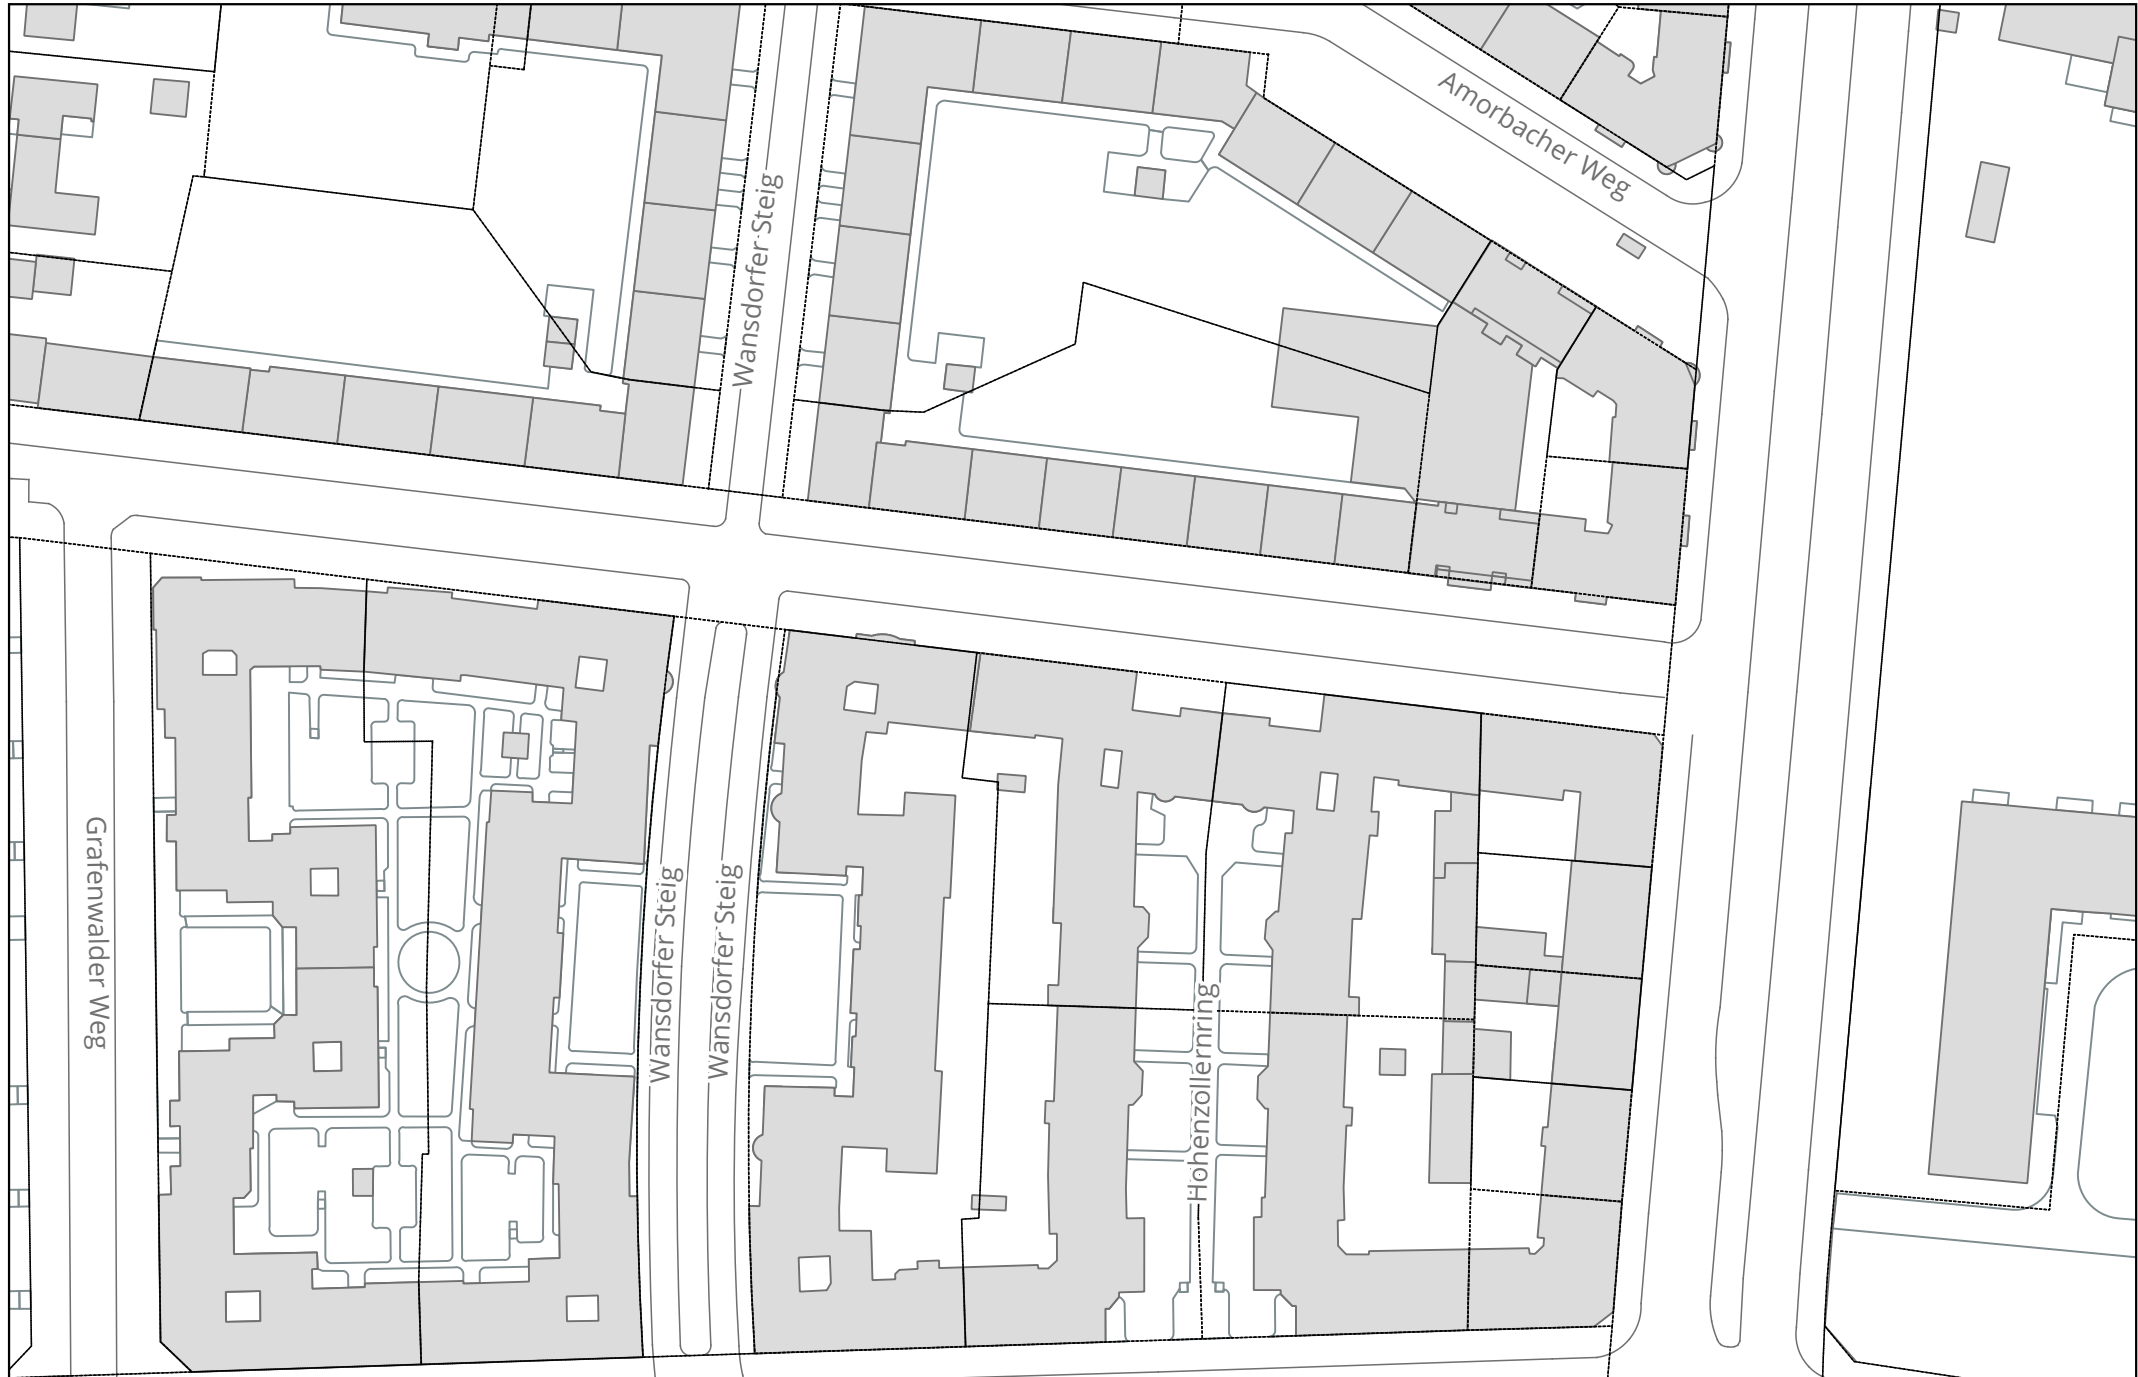 Amorbacher Weg
Wansdorfer Steig
Grafenwalder Weg
Wansdorfer Steig
Wansdorfer Steig
Hohenzollernring